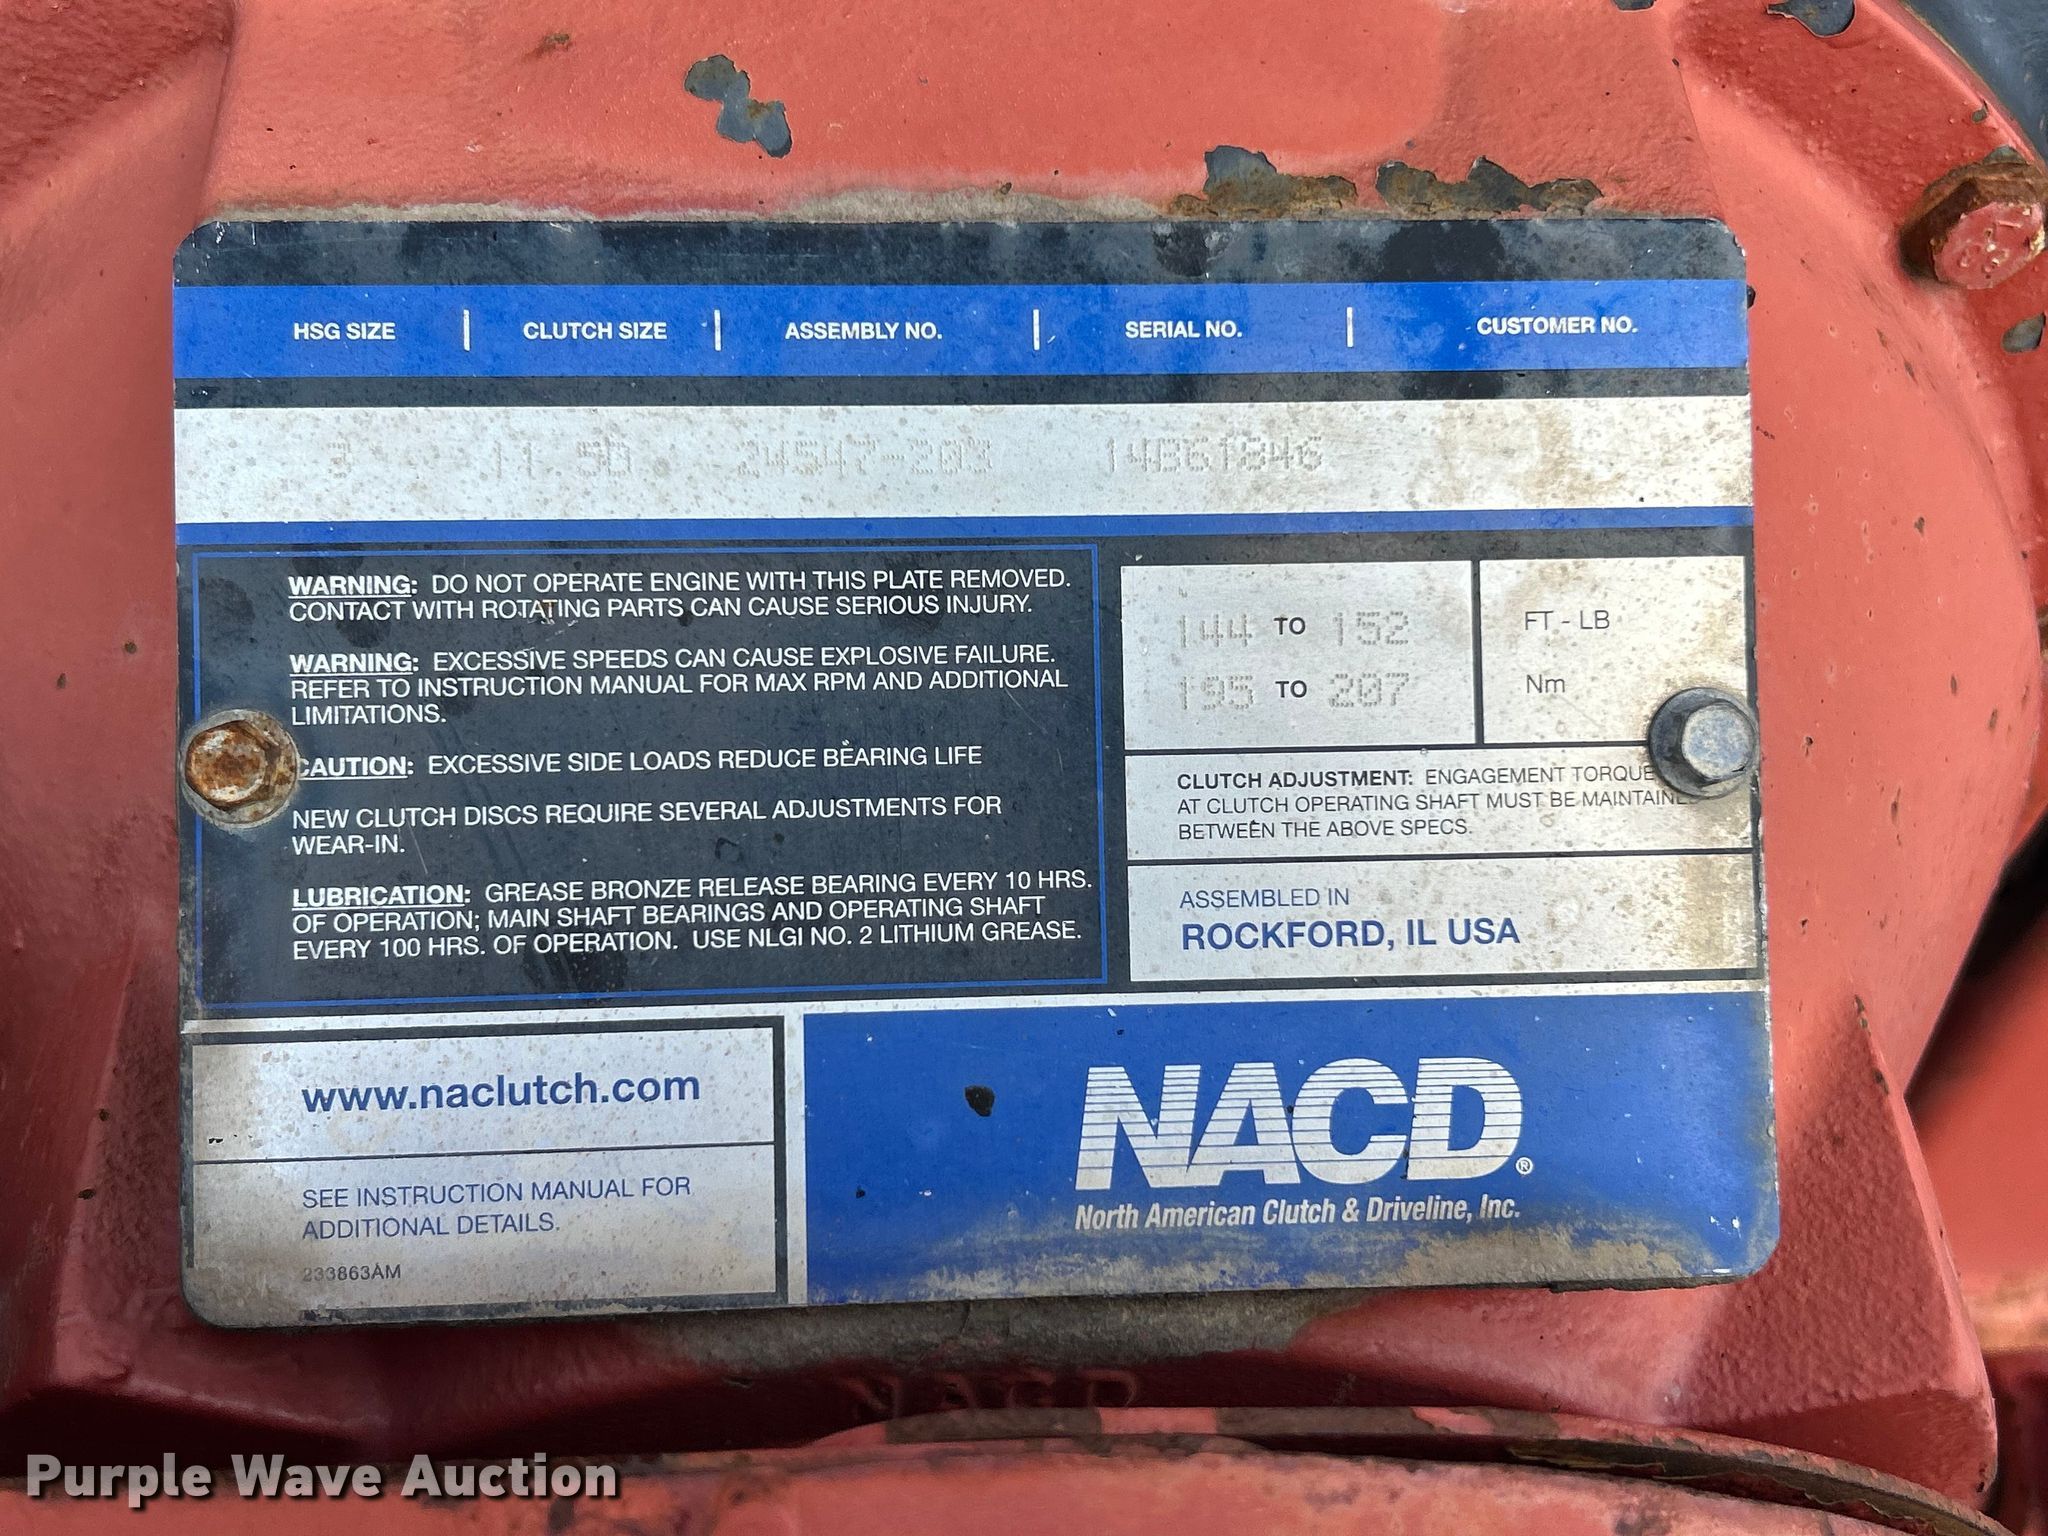 HSG SIZE | CLUTCH SIZE | ASSEMBLY NO. | SERIAL NO. | CUSTOMER NO.
3 11.5D 24547-203 14B61846
WARNING: DO NOT OPERATE ENGINE WITH THIS PLATE REMOVED.
CONTACT WITH ROTATING PARTS CAN CAUSE SERIOUS INJURY.
WARNING: EXCESSIVE SPEEDS CAN CAUSE EXPLOSIVE FAILURE.
REFER TO INSTRUCTION MANUAL FOR MAX RPM AND ADDITIONAL
LIMITATIONS.
CAUTION: EXCESSIVE SIDE LOADS REDUCE BEARING LIFE
NEW CLUTCH DISCS REQUIRE SEVERAL ADJUSTMENTS FOR
WEAR-IN.
LUBRICATION: GREASE BRONZE RELEASE BEARING EVERY 10 HRS.
OF OPERATION; MAIN SHAFT BEARINGS AND OPERATING SHAFT
EVERY 100 HRS. OF OPERATION. USE NLGI NO. 2 LITHIUM GREASE.
144 TO 152 FT - LB
195 TO 207 Nm
CLUTCH ADJUSTMENT: ENGAGEMENT TORQUE
AT CLUTCH OPERATING SHAFT MUST BE MAINTAINED
BETWEEN THE ABOVE SPECS.
ASSEMBLED IN
ROCKFORD, IL USA
www.naclutch.com
SEE INSTRUCTION MANUAL FOR
ADDITIONAL DETAILS.
233863AM
NACD®
North American Clutch & Driveline, Inc.
NACD
Purple Wave Auction